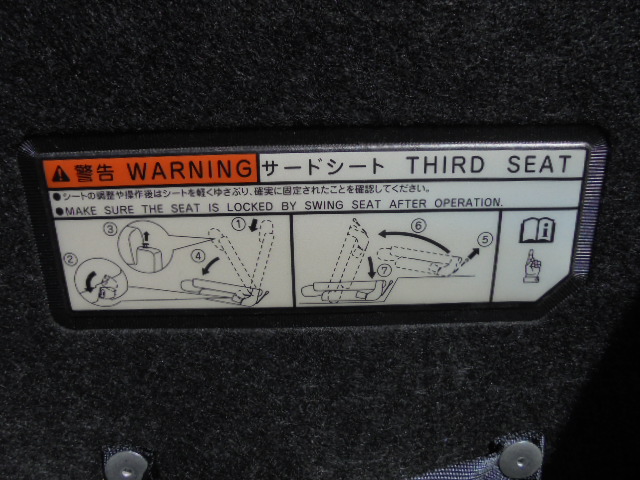 警告 WARNING サードシート THIRD SEAT
●シートの調整や操作後はシートを軽くゆさぶり、確実に固定されたことを確認してください。
●MAKE SURE THE SEAT IS LOCKED BY SWING SEAT AFTER OPERATION.
③ ① ⑥
② ④ ⑤
⑦